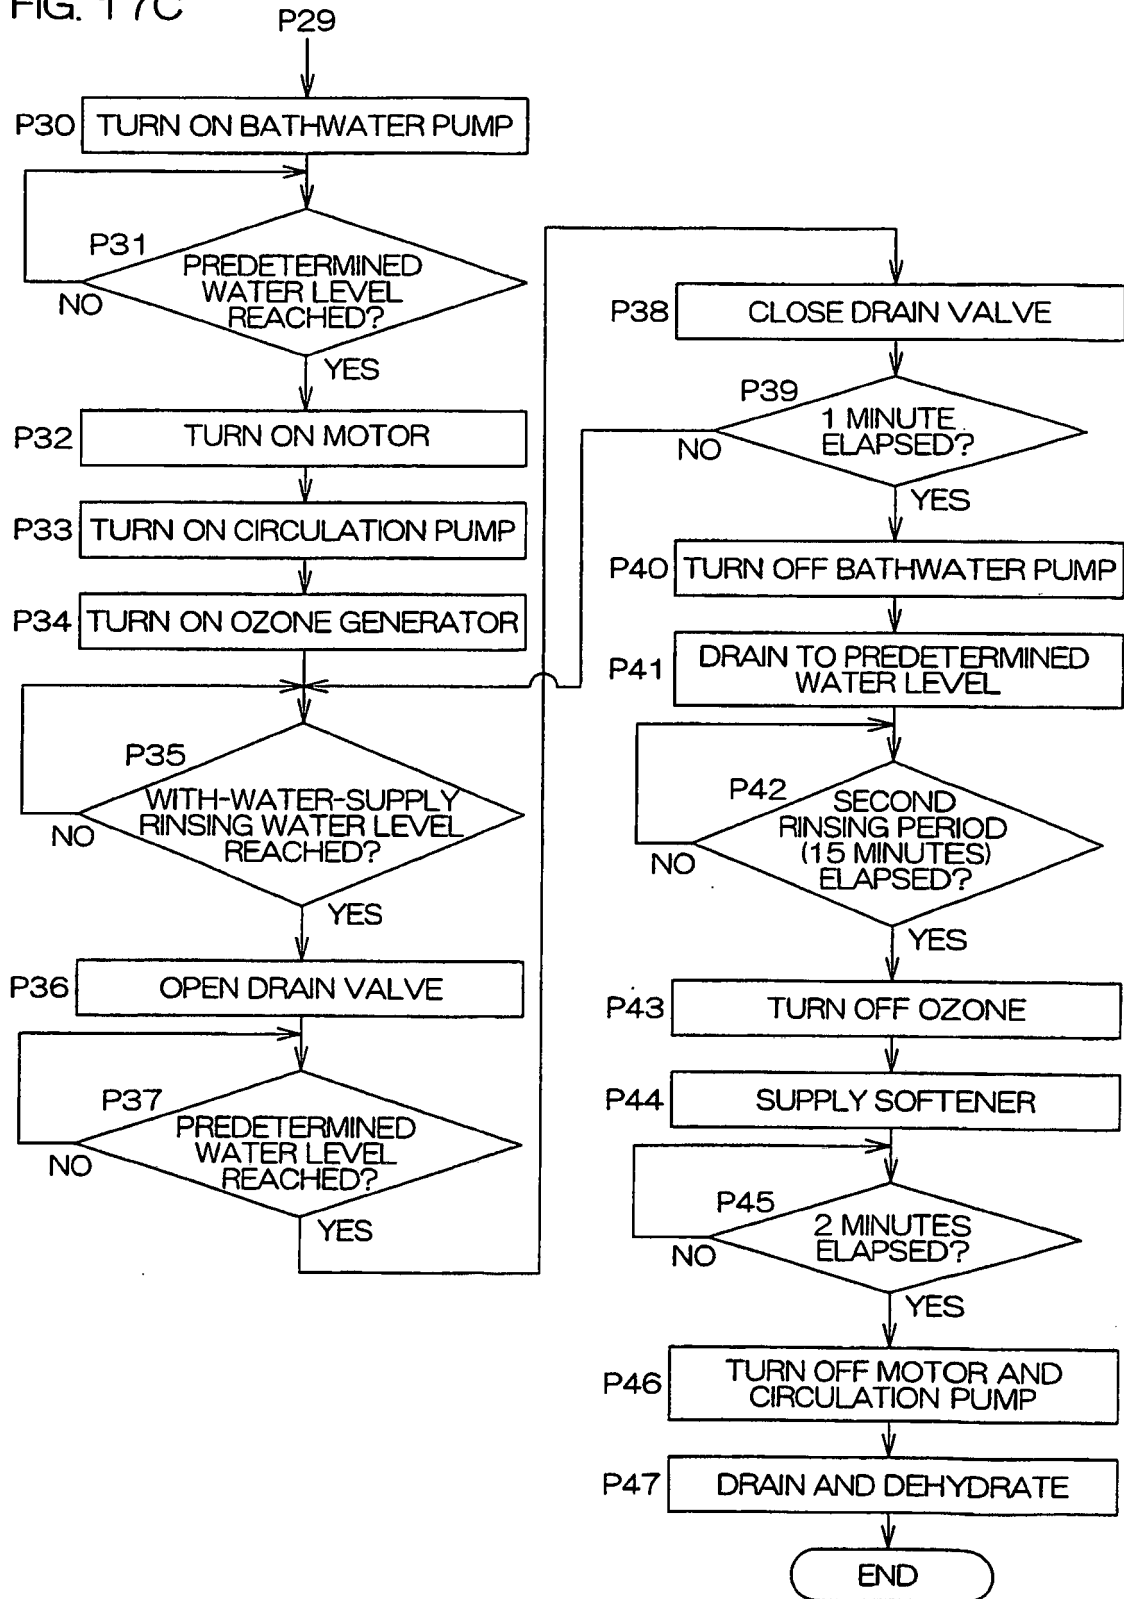 FIG. 17C
P29
P30
TURN ON BATHWATER PUMP
P31
PREDETERMINED
WATER LEVEL
REACHED?
NO
YES
P32
TURN ON MOTOR
P33
TURN ON CIRCULATION PUMP
P34
TURN ON OZONE GENERATOR
P35
WITH-WATER-SUPPLY
RINSING WATER LEVEL
REACHED?
NO
YES
P36
OPEN DRAIN VALVE
P37
PREDETERMINED
WATER LEVEL
REACHED?
NO
YES
P38
CLOSE DRAIN VALVE
P39
1 MINUTE
ELAPSED?
NO
YES
P40
TURN OFF BATHWATER PUMP
P41
DRAIN TO PREDETERMINED
WATER LEVEL
P42
SECOND
RINSING PERIOD
(15 MINUTES)
ELAPSED?
NO
YES
P43
TURN OFF OZONE
P44
SUPPLY SOFTENER
P45
2 MINUTES
ELAPSED?
NO
YES
P46
TURN OFF MOTOR AND
CIRCULATION PUMP
P47
DRAIN AND DEHYDRATE
END